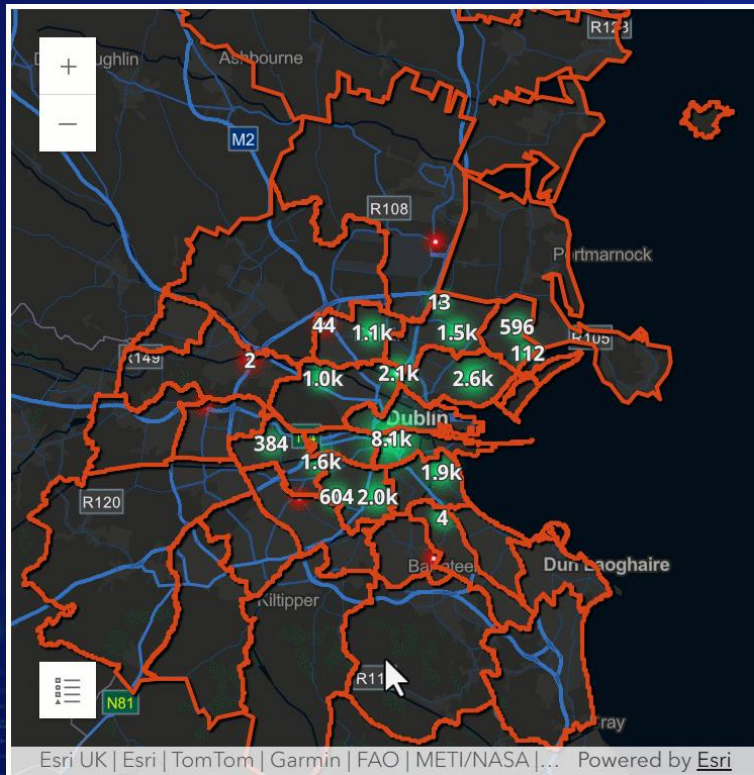 R128
+
Ashbourne
−
M2
R108
Portmarnock
13
44
1.1k
1.5k
596
R105
112
R149
2
1.0k
2.1k
2.6k
Dublin
8.1k
384
1.6k
1.9k
604
2.0k
R120
4
Dun Laoghaire
Kiltipper
N81
Esri UK | Esri | TomTom | Garmin | FAO | METI/NASA |... Powered by Esri